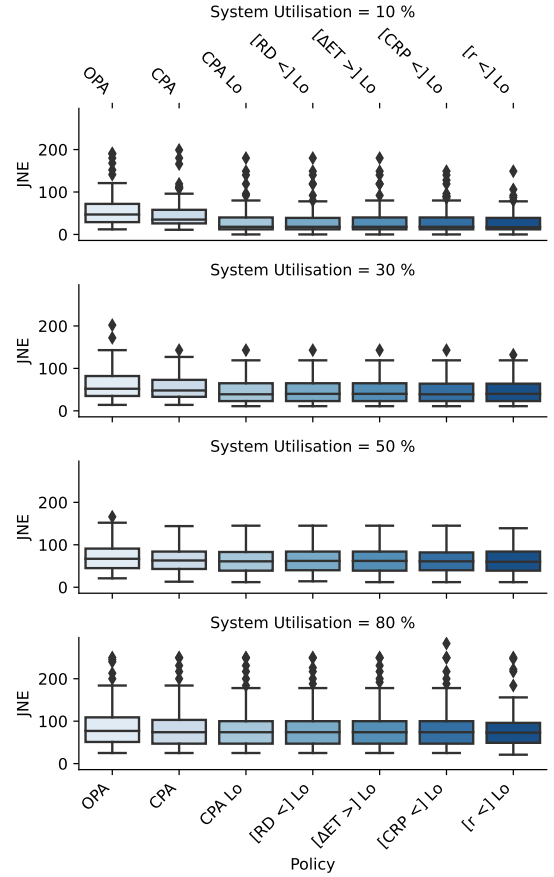 System Utilisation = 10 %
OPA
CPA
CPA Lo
[RD <] Lo
[ΔET >] Lo
[CRP <] Lo
[r <] Lo
200
100
0
JNE
System Utilisation = 30 %
200
100
0
JNE
System Utilisation = 50 %
200
100
0
JNE
System Utilisation = 80 %
200
100
0
JNE
OPA
CPA
CPA Lo
[RD <] Lo
[ΔET >] Lo
[CRP <] Lo
[r <] Lo
Policy